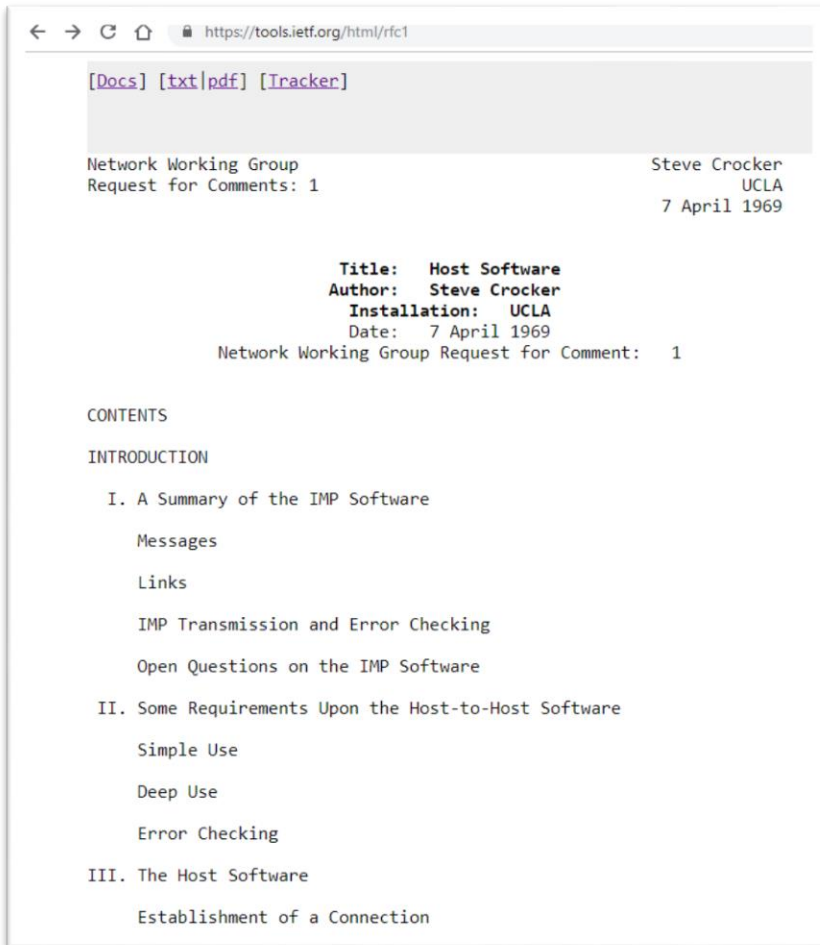 https://tools.ietf.org/html/rfc1
[Docs] [txt|pdf] [Tracker]
Network Working Group Steve Crocker
Request for Comments: 1 UCLA
7 April 1969
Title: Host Software
Author: Steve Crocker
Installation: UCLA
Date: 7 April 1969
Network Working Group Request for Comment: 1
CONTENTS
INTRODUCTION
I. A Summary of the IMP Software
Messages
Links
IMP Transmission and Error Checking
Open Questions on the IMP Software
II. Some Requirements Upon the Host-to-Host Software
Simple Use
Deep Use
Error Checking
III. The Host Software
Establishment of a Connection